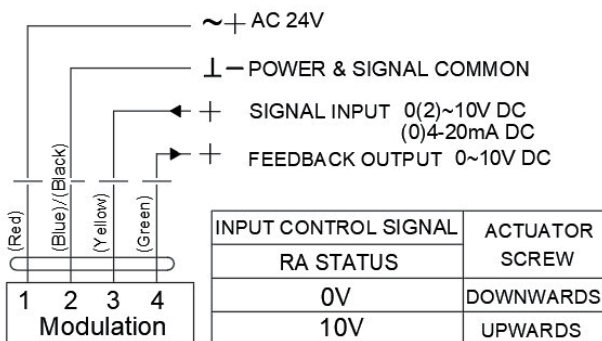 ~+ AC 24V
⊥− POWER & SIGNAL COMMON
+ SIGNAL INPUT 0(2)~10V DC
(0)4-20mA DC
+ FEEDBACK OUTPUT 0~10V DC
(Red)
(Blue)/(Black)
(Yellow)
(Green)
1 2 3 4
Modulation
INPUT CONTROL SIGNAL
RA STATUS
ACTUATOR
SCREW
0V DOWNWARDS
10V UPWARDS